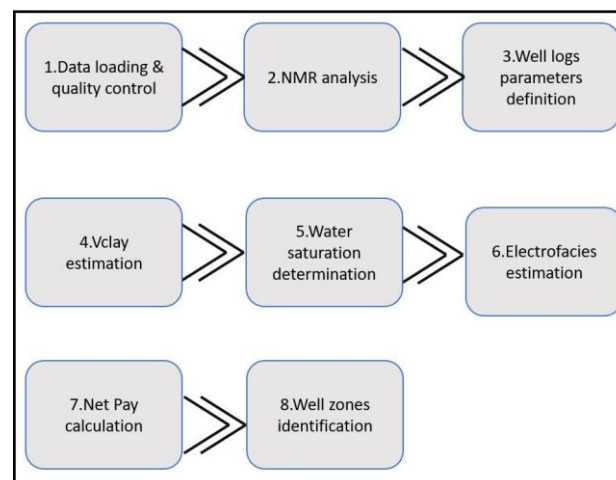 1.Data loading &
quality control
2.NMR analysis
3.Well logs
parameters
definition
4.Vclay
estimation
5.Water
saturation
determination
6.Electrofacies
estimation
7.Net Pay
calculation
8.Well zones
identification